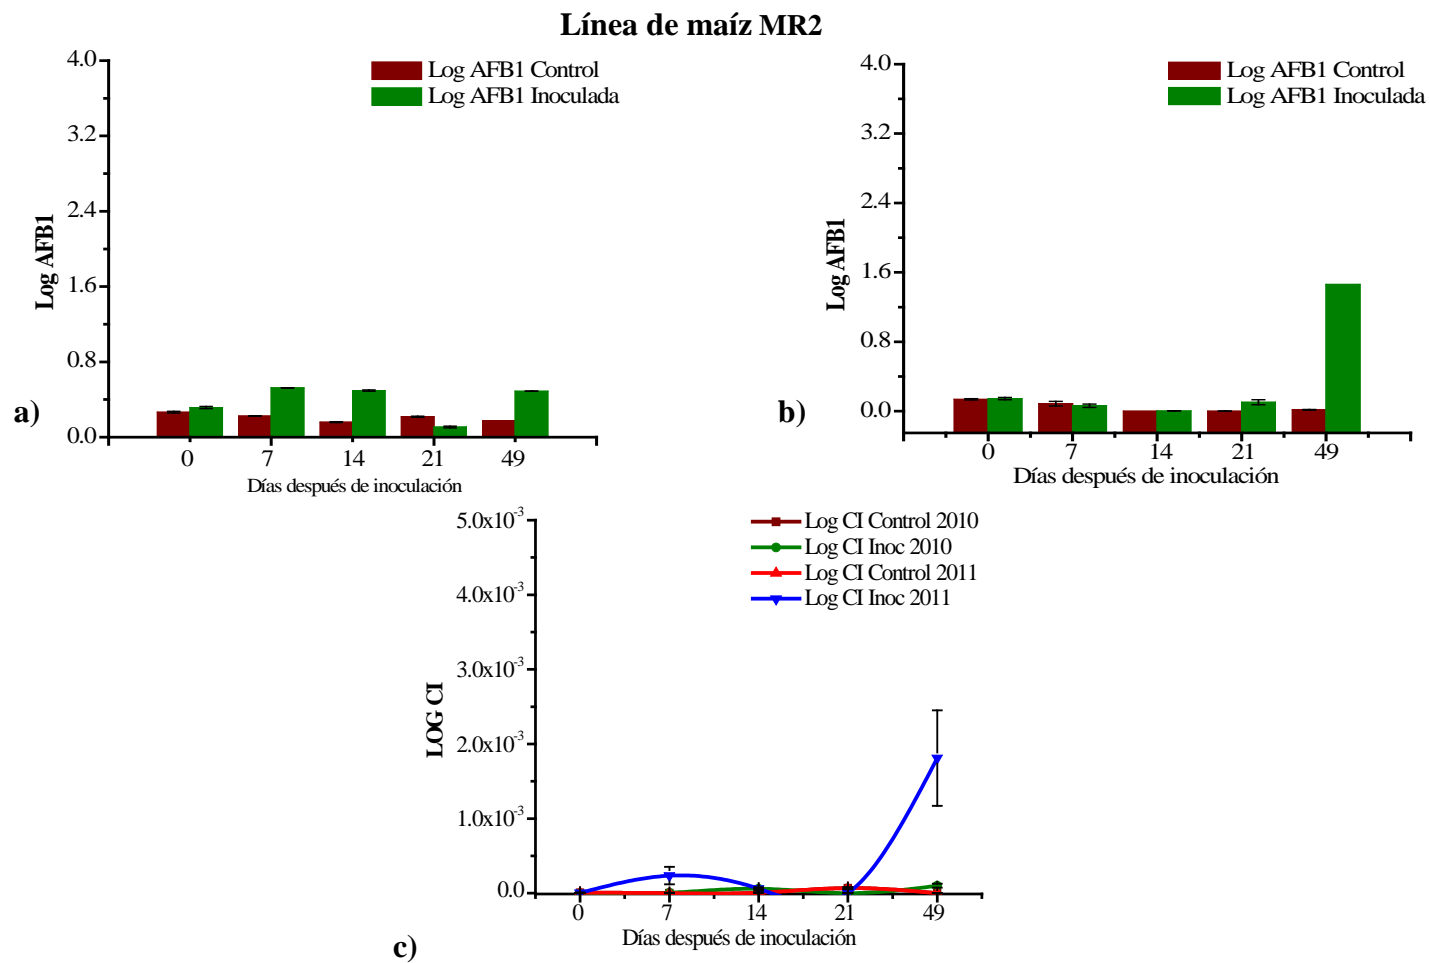 Línea de maíz MR2
Log AFB1 Control
Log AFB1 Inoculada
4.0
3.2
2.4
1.6
0.8
0.0
Log AFB1
a)
0 7 14 21 49
Días después de inoculación
Log AFB1 Control
Log AFB1 Inoculada
4.0
3.2
2.4
1.6
0.8
0.0
Log AFB1
b)
0 7 14 21 49
Días después de inoculación
Log CI Control 2010
Log CI Inoc 2010
Log CI Control 2011
Log CI Inoc 2011
5.0x10⁻³
4.0x10⁻³
3.0x10⁻³
2.0x10⁻³
1.0x10⁻³
0.0
LOG CI
0 7 14 21 49
Días después de inoculación
c)